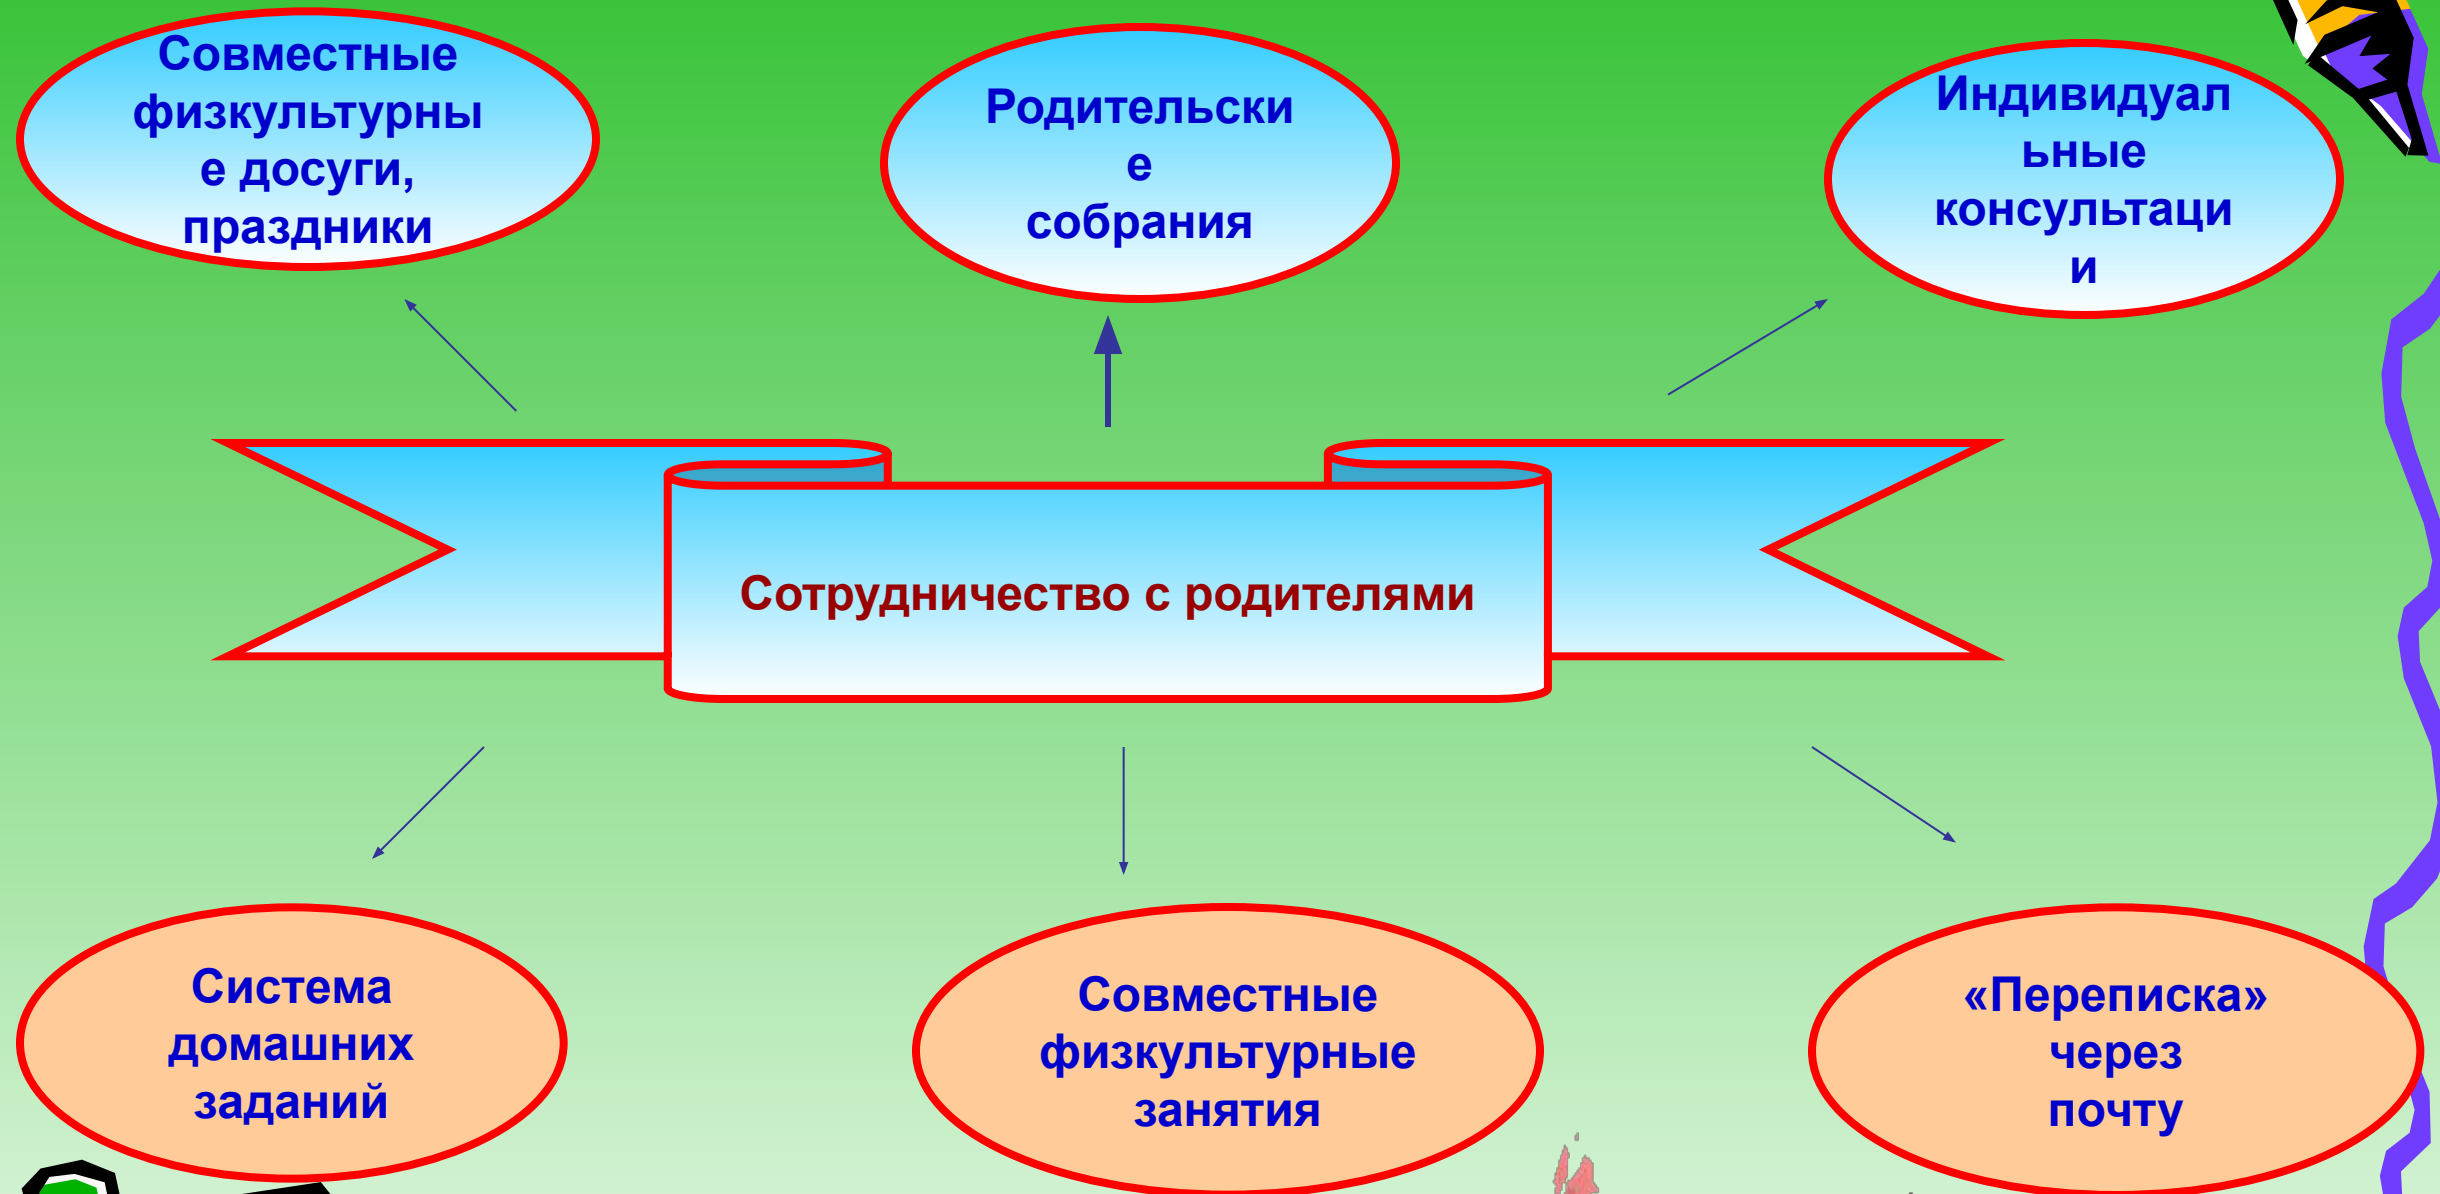 Совместные
физкультурны
е досуги,
праздники
Родительски
е
собрания
Индивидуал
ьные
консультаци
и
Сотрудничество с родителями
Система
домашних
заданий
Совместные
физкультурные
занятия
«Переписка»
через
почту